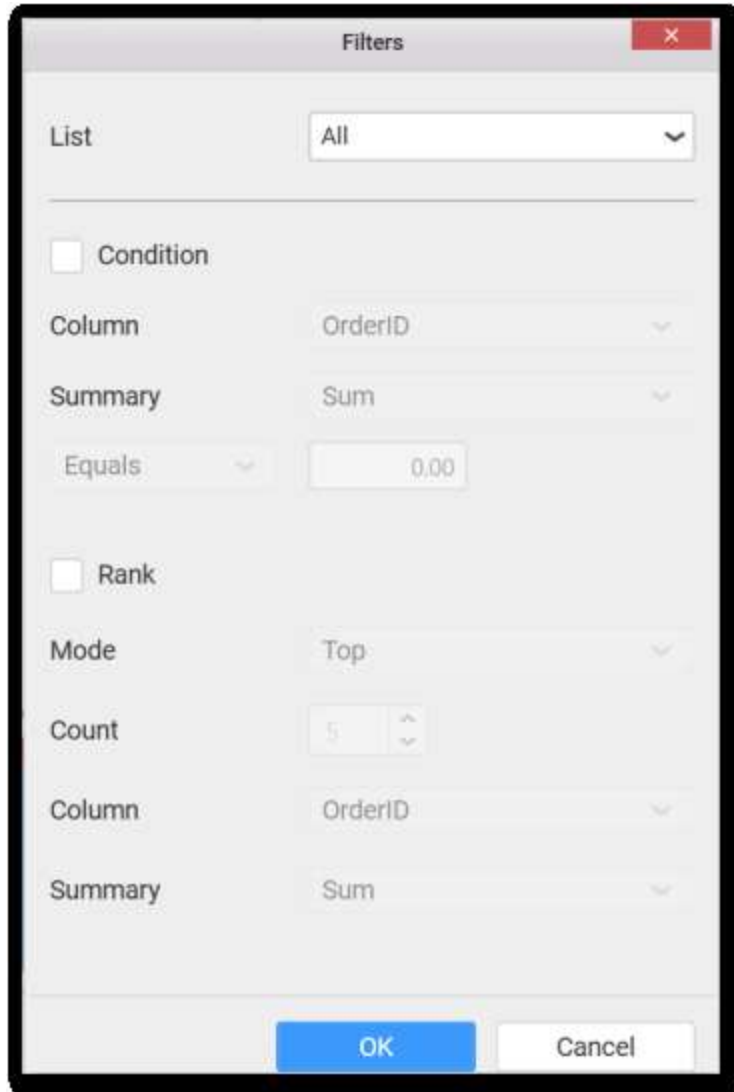 Filters
List All
Condition
Column OrderID
Summary Sum
Equals 0.00
Rank
Mode Top
Count 5
Column OrderID
Summary Sum
OK Cancel